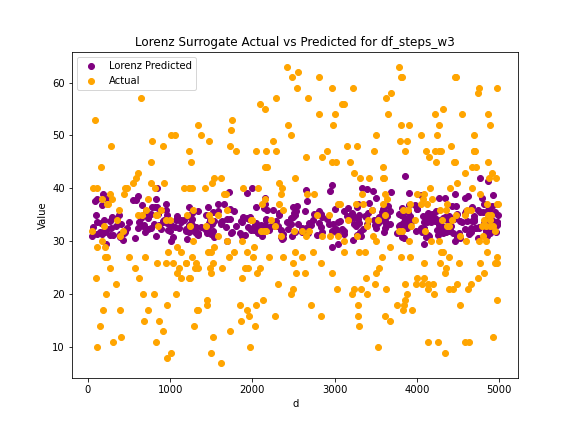 Lorenz Surrogate Actual vs Predicted for df_steps_w3
Lorenz Predicted
Actual
Value
60
50
40
30
20
10
0
1000
2000
3000
4000
5000
d